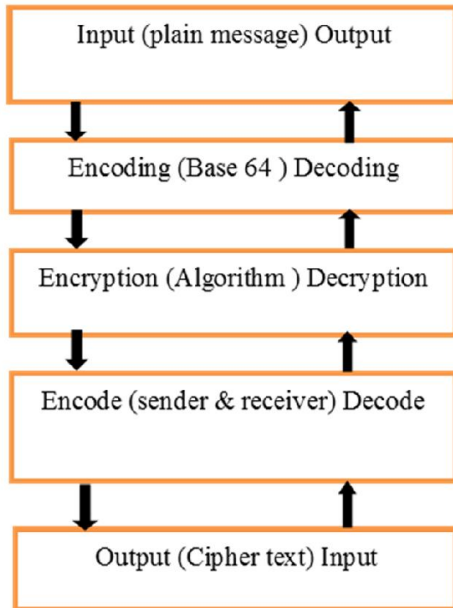 Input (plain message) Output
Encoding (Base 64 ) Decoding
Encryption (Algorithm ) Decryption
Encode (sender & receiver) Decode
Output (Cipher text) Input